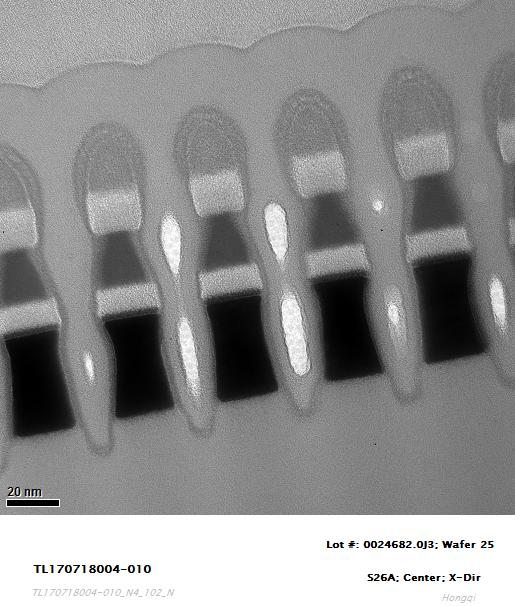 20 nm
Lot #: 0024682.0J3; Wafer 25
TL170718004-010
S26A; Center; X-Dir
TL170718004-010_N4_102_N
Hongqi